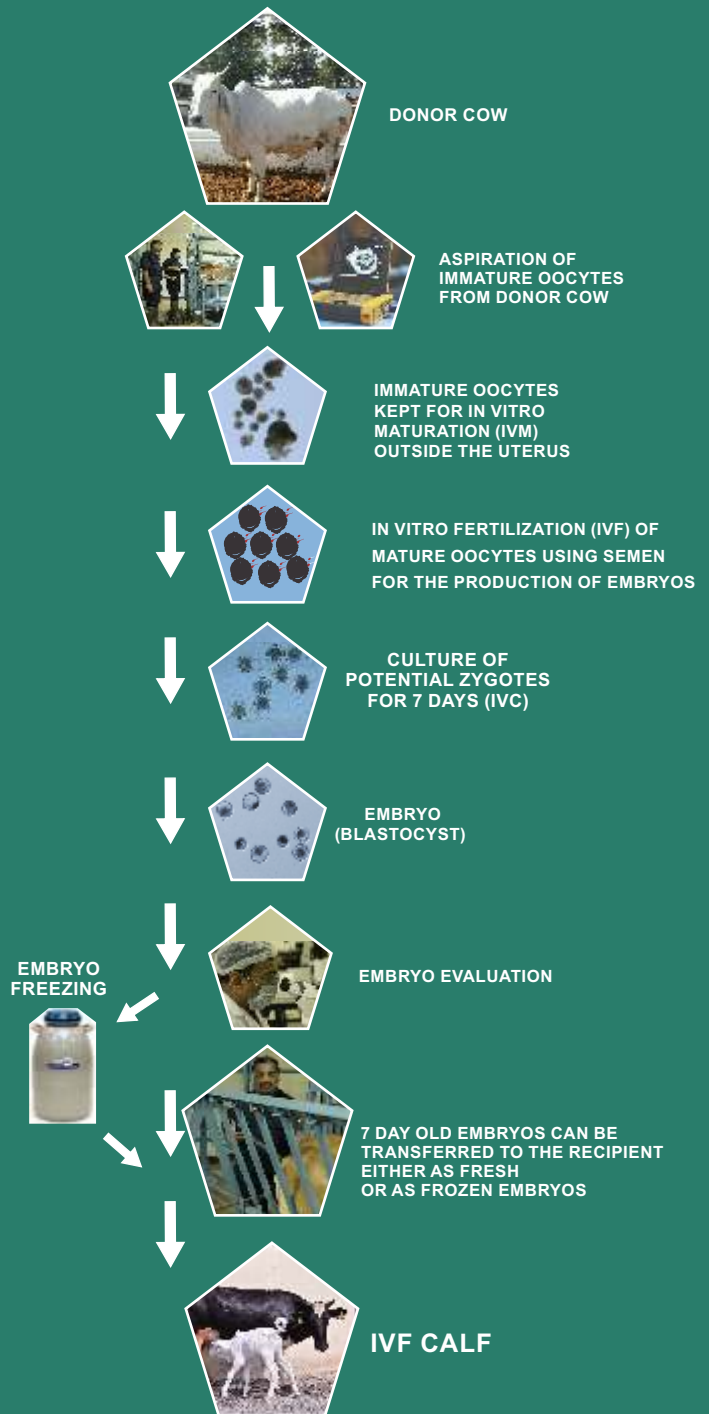 DONOR COW
ASPIRATION OF
IMMATURE OOCYTES
FROM DONOR COW
IMMATURE OOCYTES
KEPT FOR IN VITRO
MATURATION (IVM)
OUTSIDE THE UTERUS
IN VITRO FERTILIZATION (IVF) OF
MATURE OOCYTES USING SEMEN
FOR THE PRODUCTION OF EMBRYOS
CULTURE OF
POTENTIAL ZYGOTES
FOR 7 DAYS (IVC)
EMBRYO
(BLASTOCYST)
EMBRYO EVALUATION
EMBRYO
FREEZING
7 DAY OLD EMBRYOS CAN BE
TRANSFERRED TO THE RECIPIENT
EITHER AS FRESH
OR AS FROZEN EMBRYOS
IVF CALF